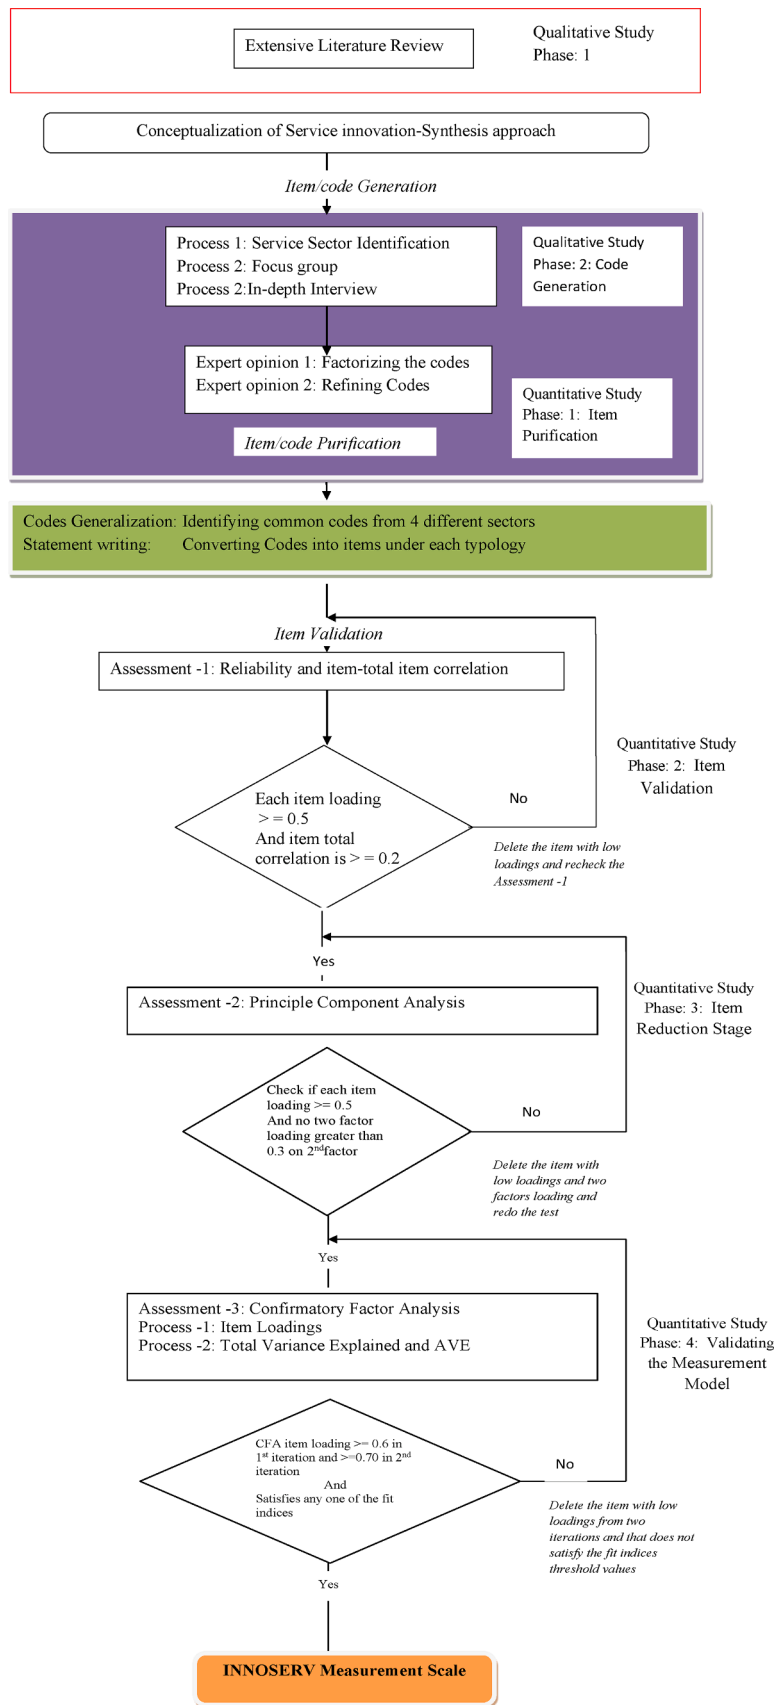 Extensive Literature Review
Qualitative Study
Phase: 1
Conceptualization of Service innovation-Synthesis approach
Item/code Generation
Process 1: Service Sector Identification
Process 2: Focus group
Process 2:In-depth Interview
Qualitative Study
Phase: 2: Code
Generation
Expert opinion 1: Factorizing the codes
Expert opinion 2: Refining Codes
Quantitative Study
Phase: 1: Item
Purification
Item/code Purification
Codes Generalization: Identifying common codes from 4 different sectors
Statement writing: Converting Codes into items under each typology
Item Validation
Assessment -1: Reliability and item-total item correlation
Quantitative Study
Phase: 2: Item
Validation
Each item loading
> = 0.5
And item total
correlation is > = 0.2
No
Delete the item with low
loadings and recheck the
Assessment -1
Yes
Assessment -2: Principle Component Analysis
Quantitative Study
Phase: 3: Item
Reduction Stage
Check if each item
loading >= 0.5
And no two factor
loading greater than
0.3 on 2nd factor
No
Delete the item with
low loadings and two
factors loading and
redo the test
Yes
Assessment -3: Confirmatory Factor Analysis
Process -1: Item Loadings
Process -2: Total Variance Explained and AVE
Quantitative Study
Phase: 4: Validating
the Measurement
Model
CFA item loading >= 0.6 in
1st iteration and >=0.70 in 2nd
iteration
And
Satisfies any one of the fit
indices
No
Delete the item with low
loadings from two
iterations and that does not
satisfy the fit indices
threshold values
Yes
INNOSERV Measurement Scale